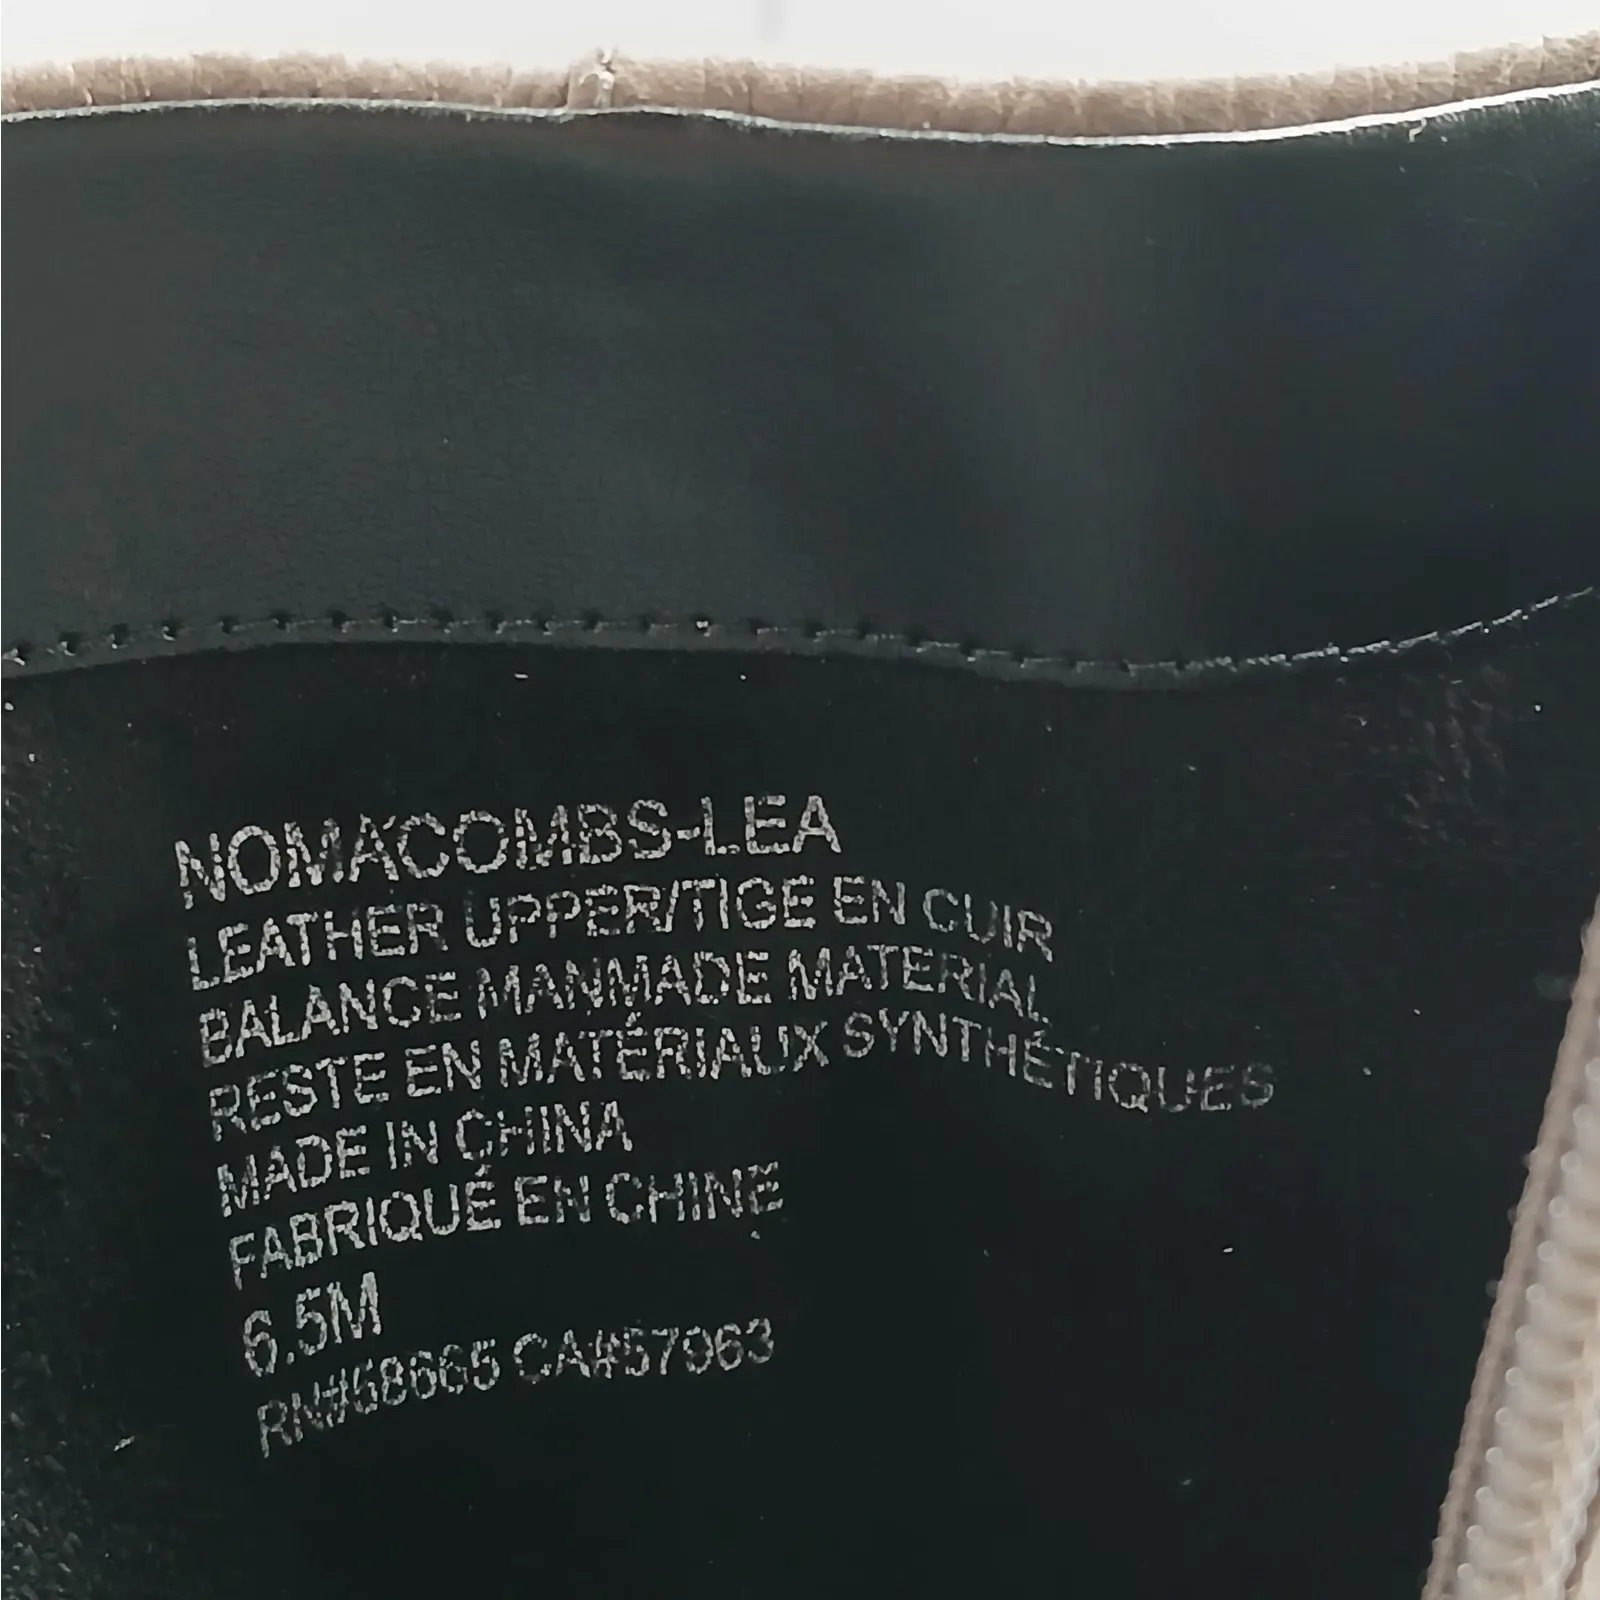 NOMACOMBS-LEA
LEATHER UPPER/TIGE EN CUIR
BALANCE MANMADE MATERIAL
RESTE EN MATÉRIAUX SYNTHÉTIQUES
MADE IN CHINA
FABRIQUÉ EN CHINE
6.5M
RN#58665 CA#57963